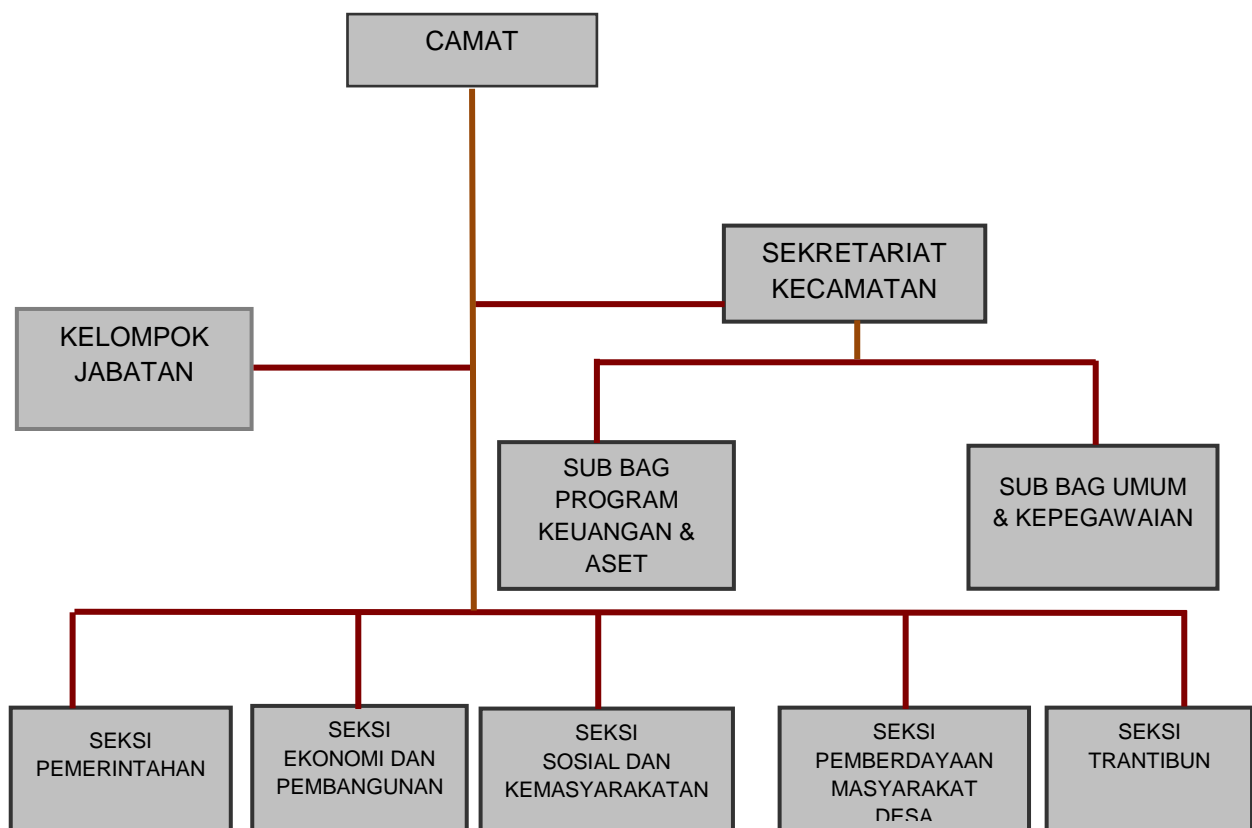 CAMAT
SEKRETARIAT
KECAMATAN
KELOMPOK
JABATAN
SUB BAG
PROGRAM
KEUANGAN &
ASET
SUB BAG UMUM
& KEPEGAWAIAN
SEKSI
PEMERINTAHAN
SEKSI
EKONOMI DAN
PEMBANGUNAN
SEKSI
SOSIAL DAN
KEMASYARAKATAN
SEKSI
PEMBERDAYAAN
MASYARAKAT
DESA
SEKSI
TRANTIBUN